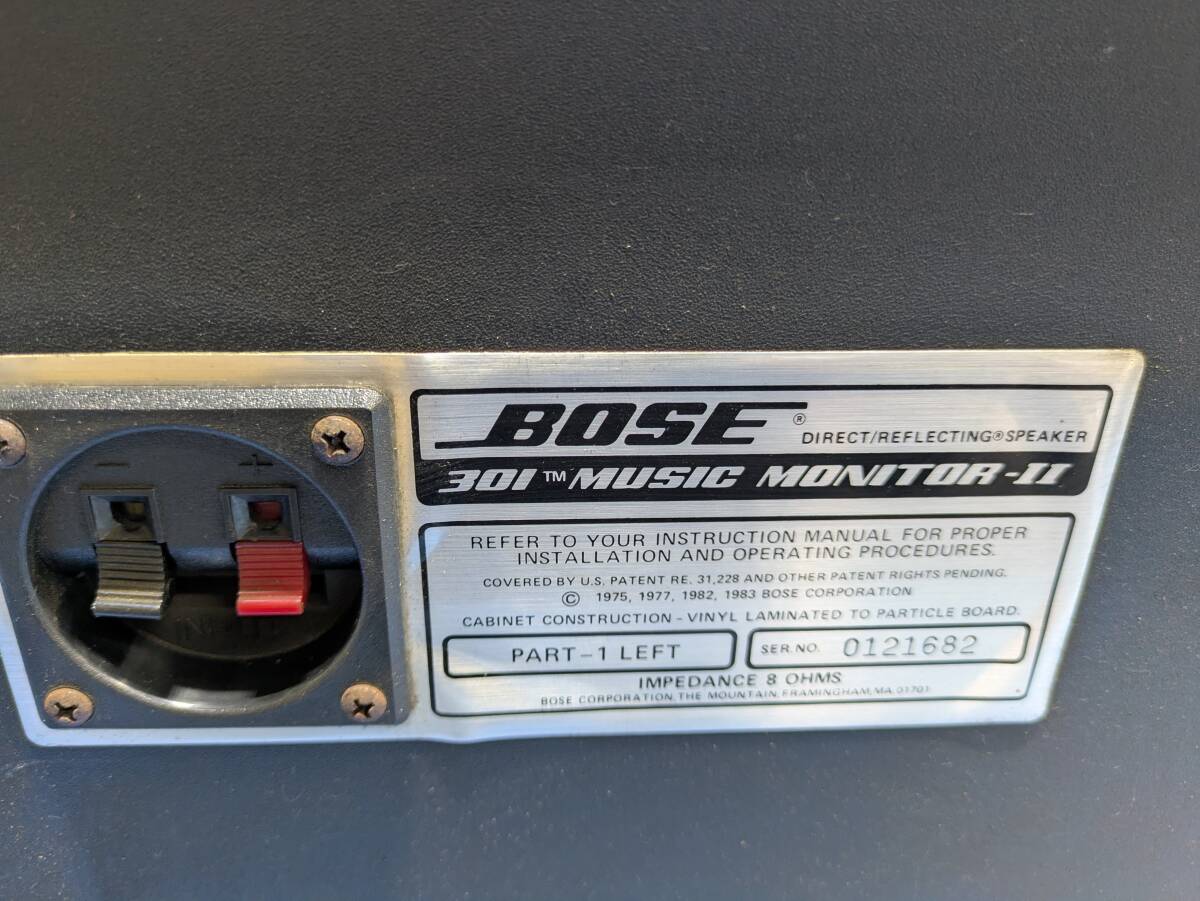 - +
INPUT
BOSE®
DIRECT/REFLECTING® SPEAKER
301™ MUSIC MONITOR-II
REFER TO YOUR INSTRUCTION MANUAL FOR PROPER
INSTALLATION AND OPERATING PROCEDURES.
COVERED BY U.S. PATENT RE. 31,228 AND OTHER PATENT RIGHTS PENDING.
© 1975, 1977, 1982, 1983 BOSE CORPORATION
CABINET CONSTRUCTION - VINYL LAMINATED TO PARTICLE BOARD.
PART-1 LEFT
SER. NO. 0121682
IMPEDANCE 8 OHMS
BOSE CORPORATION, THE MOUNTAIN, FRAMINGHAM, MA. 01701